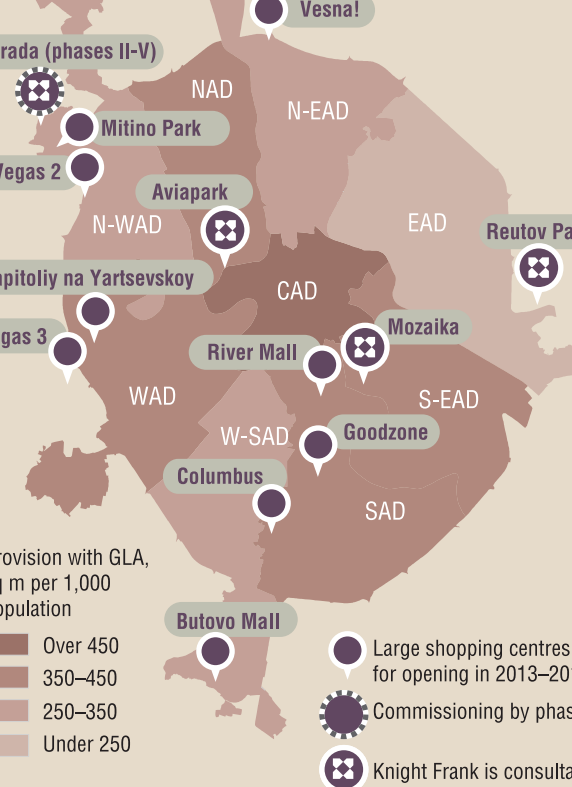 Vesna!
rada (phases II-V)
NAD
N-EAD
Mitino Park
Vegas 2
Aviapark
N-WAD
EAD
Reutov Pa
apitoliy na Yartsevskoy
CAD
Mozaika
gas 3
River Mall
WAD
S-EAD
W-SAD
Goodzone
Columbus
SAD
rovision with GLA,
q m per 1,000
opulation
Butovo Mall
Over 450
350–450
250–350
Under 250
Large shopping centres
for opening in 2013–201
Commissioning by phas
Knight Frank is consulta